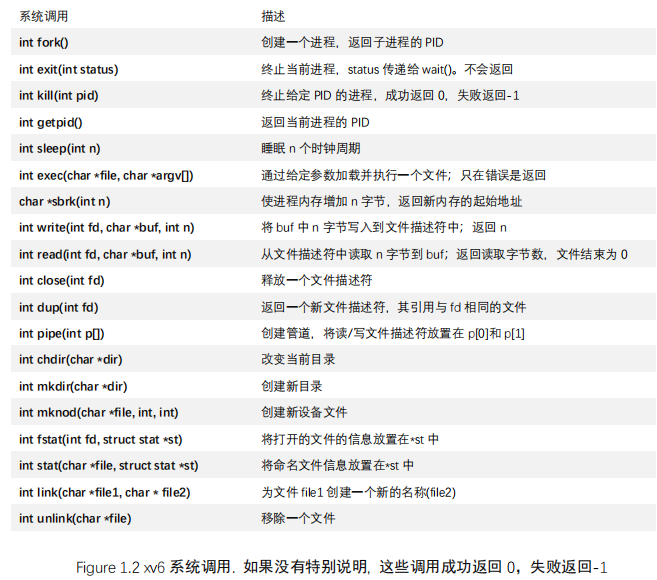 系统调用 描述
int fork() 创建一个进程，返回子进程的 PID
int exit(int status) 终止当前进程，status 传递给 wait()。不会返回
int kill(int pid) 终止给定 PID 的进程，成功返回 0，失败返回-1
int getpid() 返回当前进程的 PID
int sleep(int n) 睡眠 n 个时钟周期
int exec(char *file, char *argv[]) 通过给定参数加载并执行一个文件；只在错误是返回
char *sbrk(int n) 使进程内存增加 n 字节，返回新内存的起始地址
int write(int fd, char *buf, int n) 将 buf 中 n 字节写入到文件描述符中；返回 n
int read(int fd, char *buf, int n) 从文件描述符中读取 n 字节到 buf；返回读取字节数，文件结束为 0
int close(int fd) 释放一个文件描述符
int dup(int fd) 返回一个新文件描述符，其引用与 fd 相同的文件
int pipe(int p[]) 创建管道，将读/写文件描述符放置在 p[0]和 p[1]
int chdir(char *dir) 改变当前目录
int mkdir(char *dir) 创建新目录
int mknod(char *file, int, int) 创建新设备文件
int fstat(int fd, struct stat *st) 将打开的文件的信息放置在*st 中
int stat(char *file, struct stat *st) 将命名文件信息放置在*st 中
int link(char *file1, char * file2) 为文件 file1 创建一个新的名称(file2)
int unlink(char *file) 移除一个文件
Figure 1.2 xv6 系统调用. 如果没有特别说明, 这些调用成功返回 0，失败返回-1